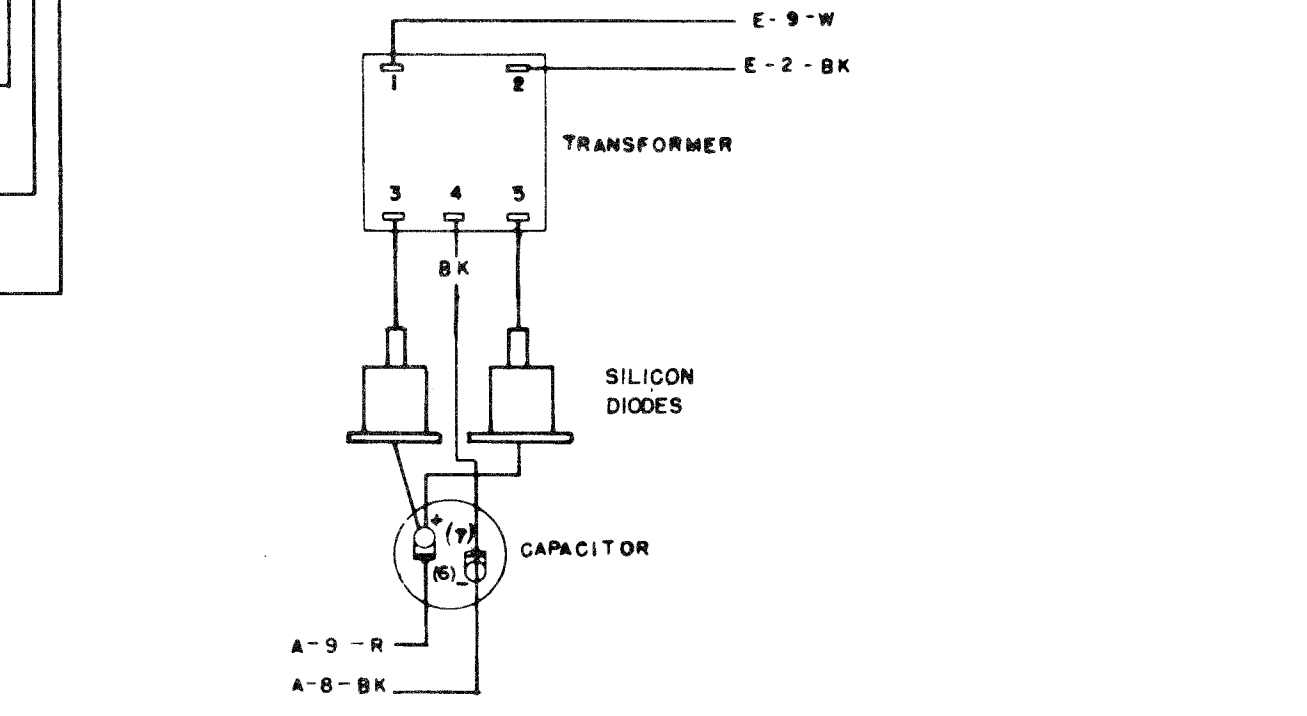 E-9-W
E-2-BK
1 2
TRANSFORMER
3 4 5
BK
SILICON
DIODES
+ (7)
CAPACITOR
(6) -
A-9-R
A-8-BK